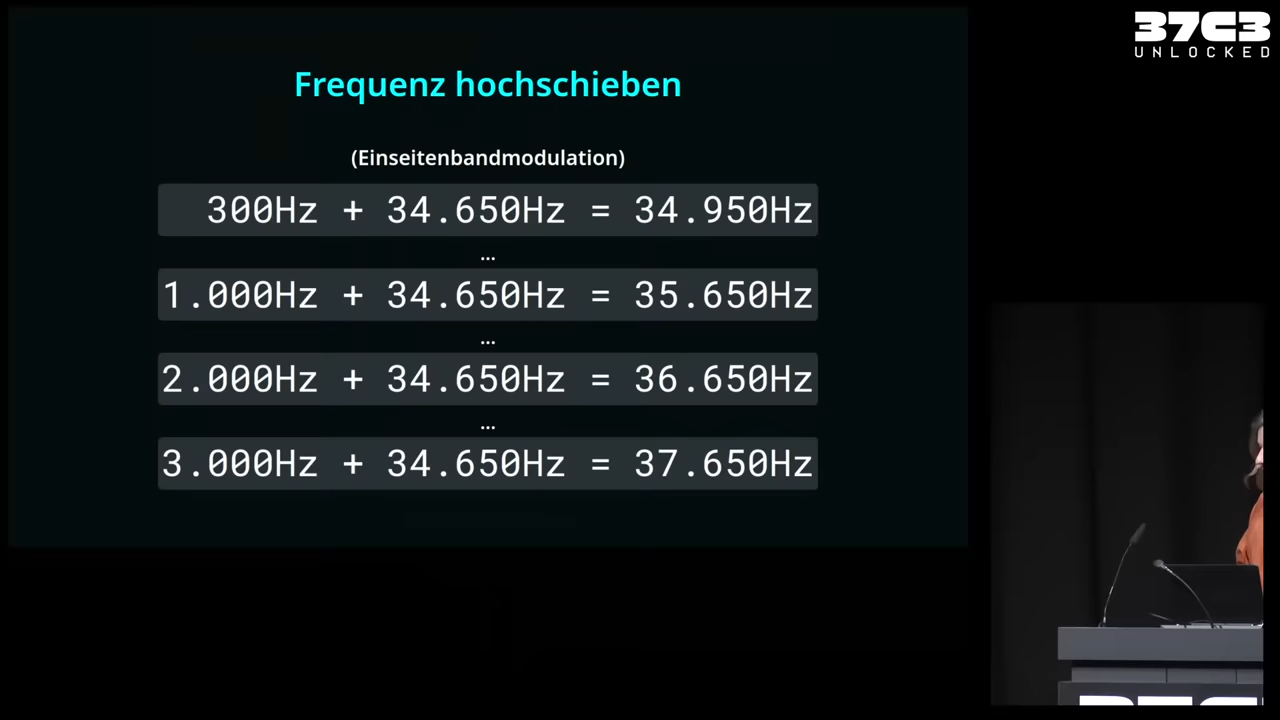 37C3
UNLOCKED
Frequenz hochschieben
(Einseitenbandmodulation)
300Hz + 34.650Hz = 34.950Hz
...
1.000Hz + 34.650Hz = 35.650Hz
...
2.000Hz + 34.650Hz = 36.650Hz
...
3.000Hz + 34.650Hz = 37.650Hz